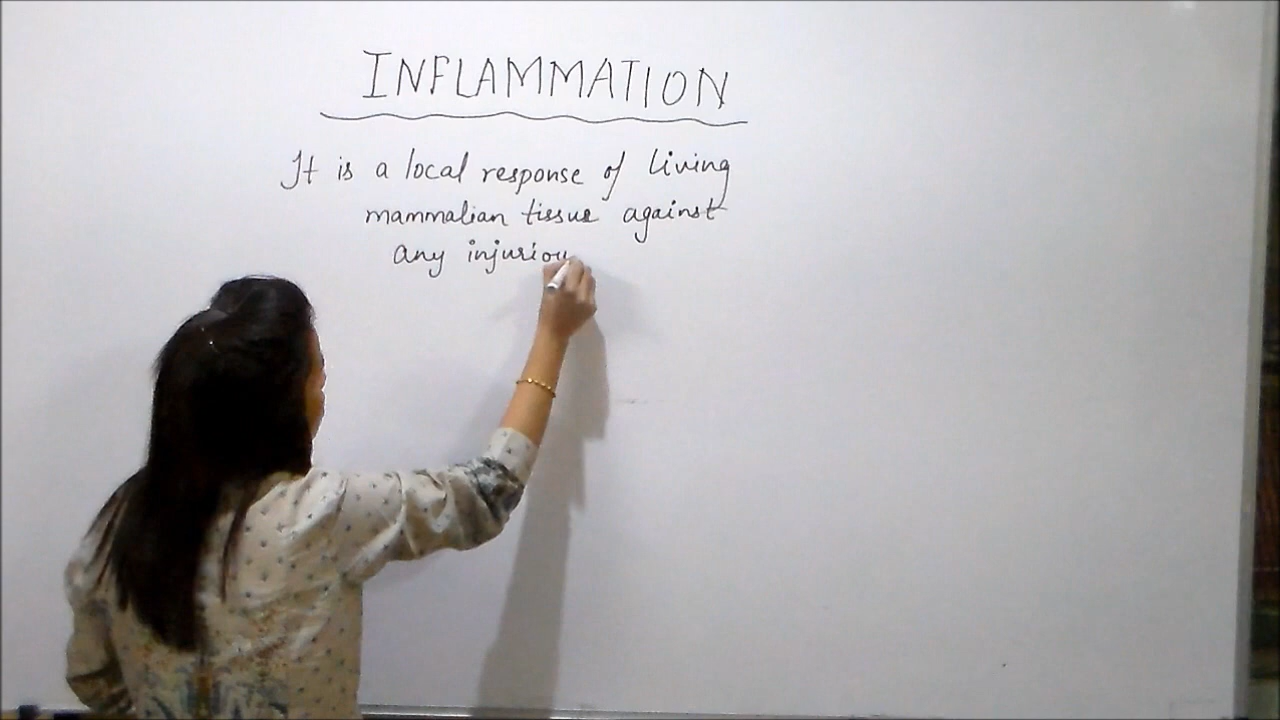 INFLAMMATION
It is a local response of living
mammalian tissue against
any injuriou